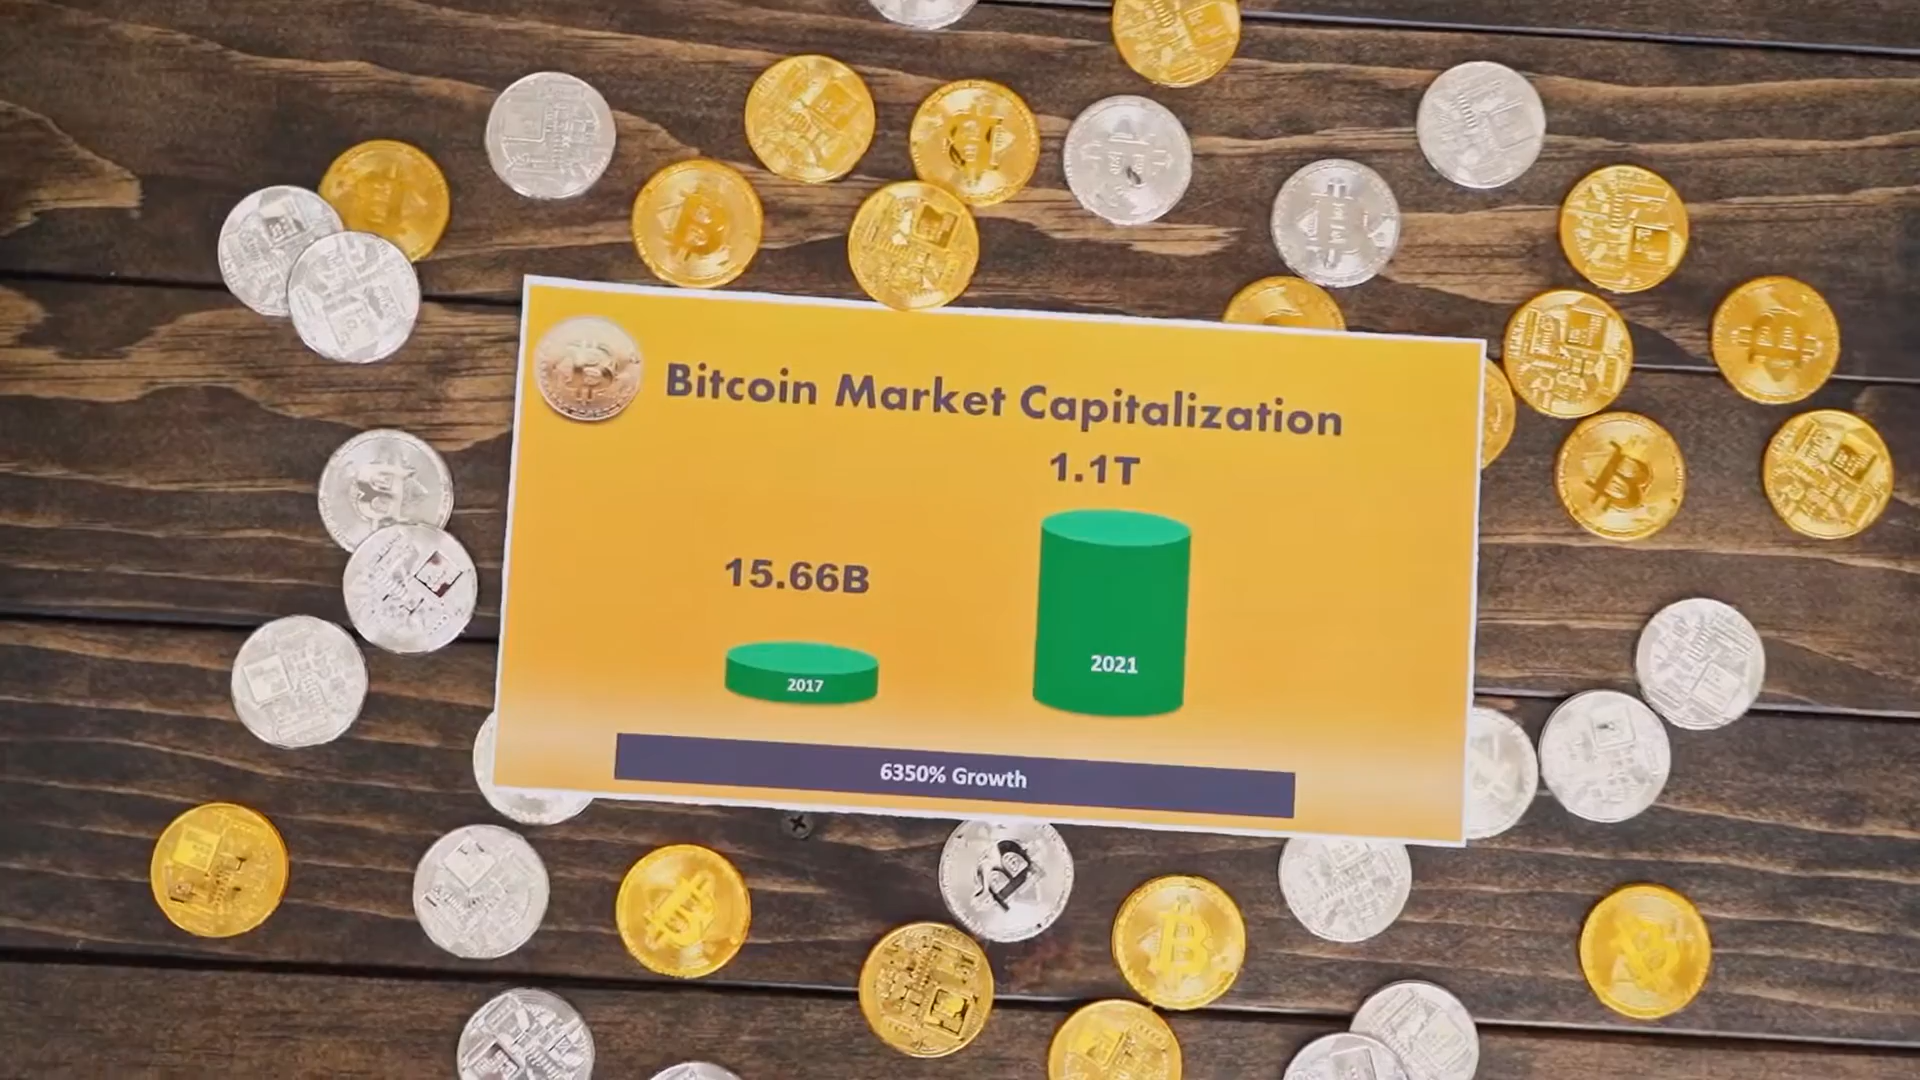 Bitcoin Market Capitalization
1.1T
15.66B
2021
2017
6350% Growth